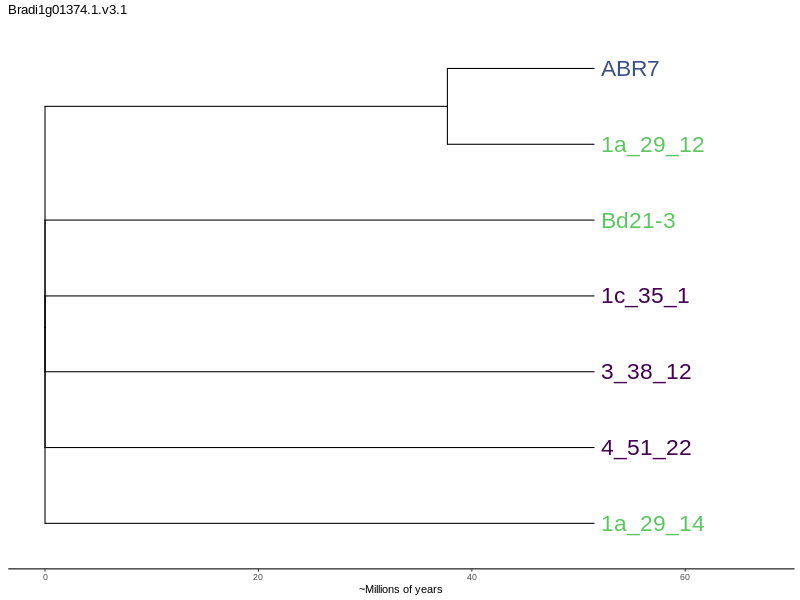 Bradi1g01374.1.v3.1
ABR7
1a_29_12
Bd21-3
1c_35_1
3_38_12
4_51_22
1a_29_14
0 20 40 60
~Millions of years